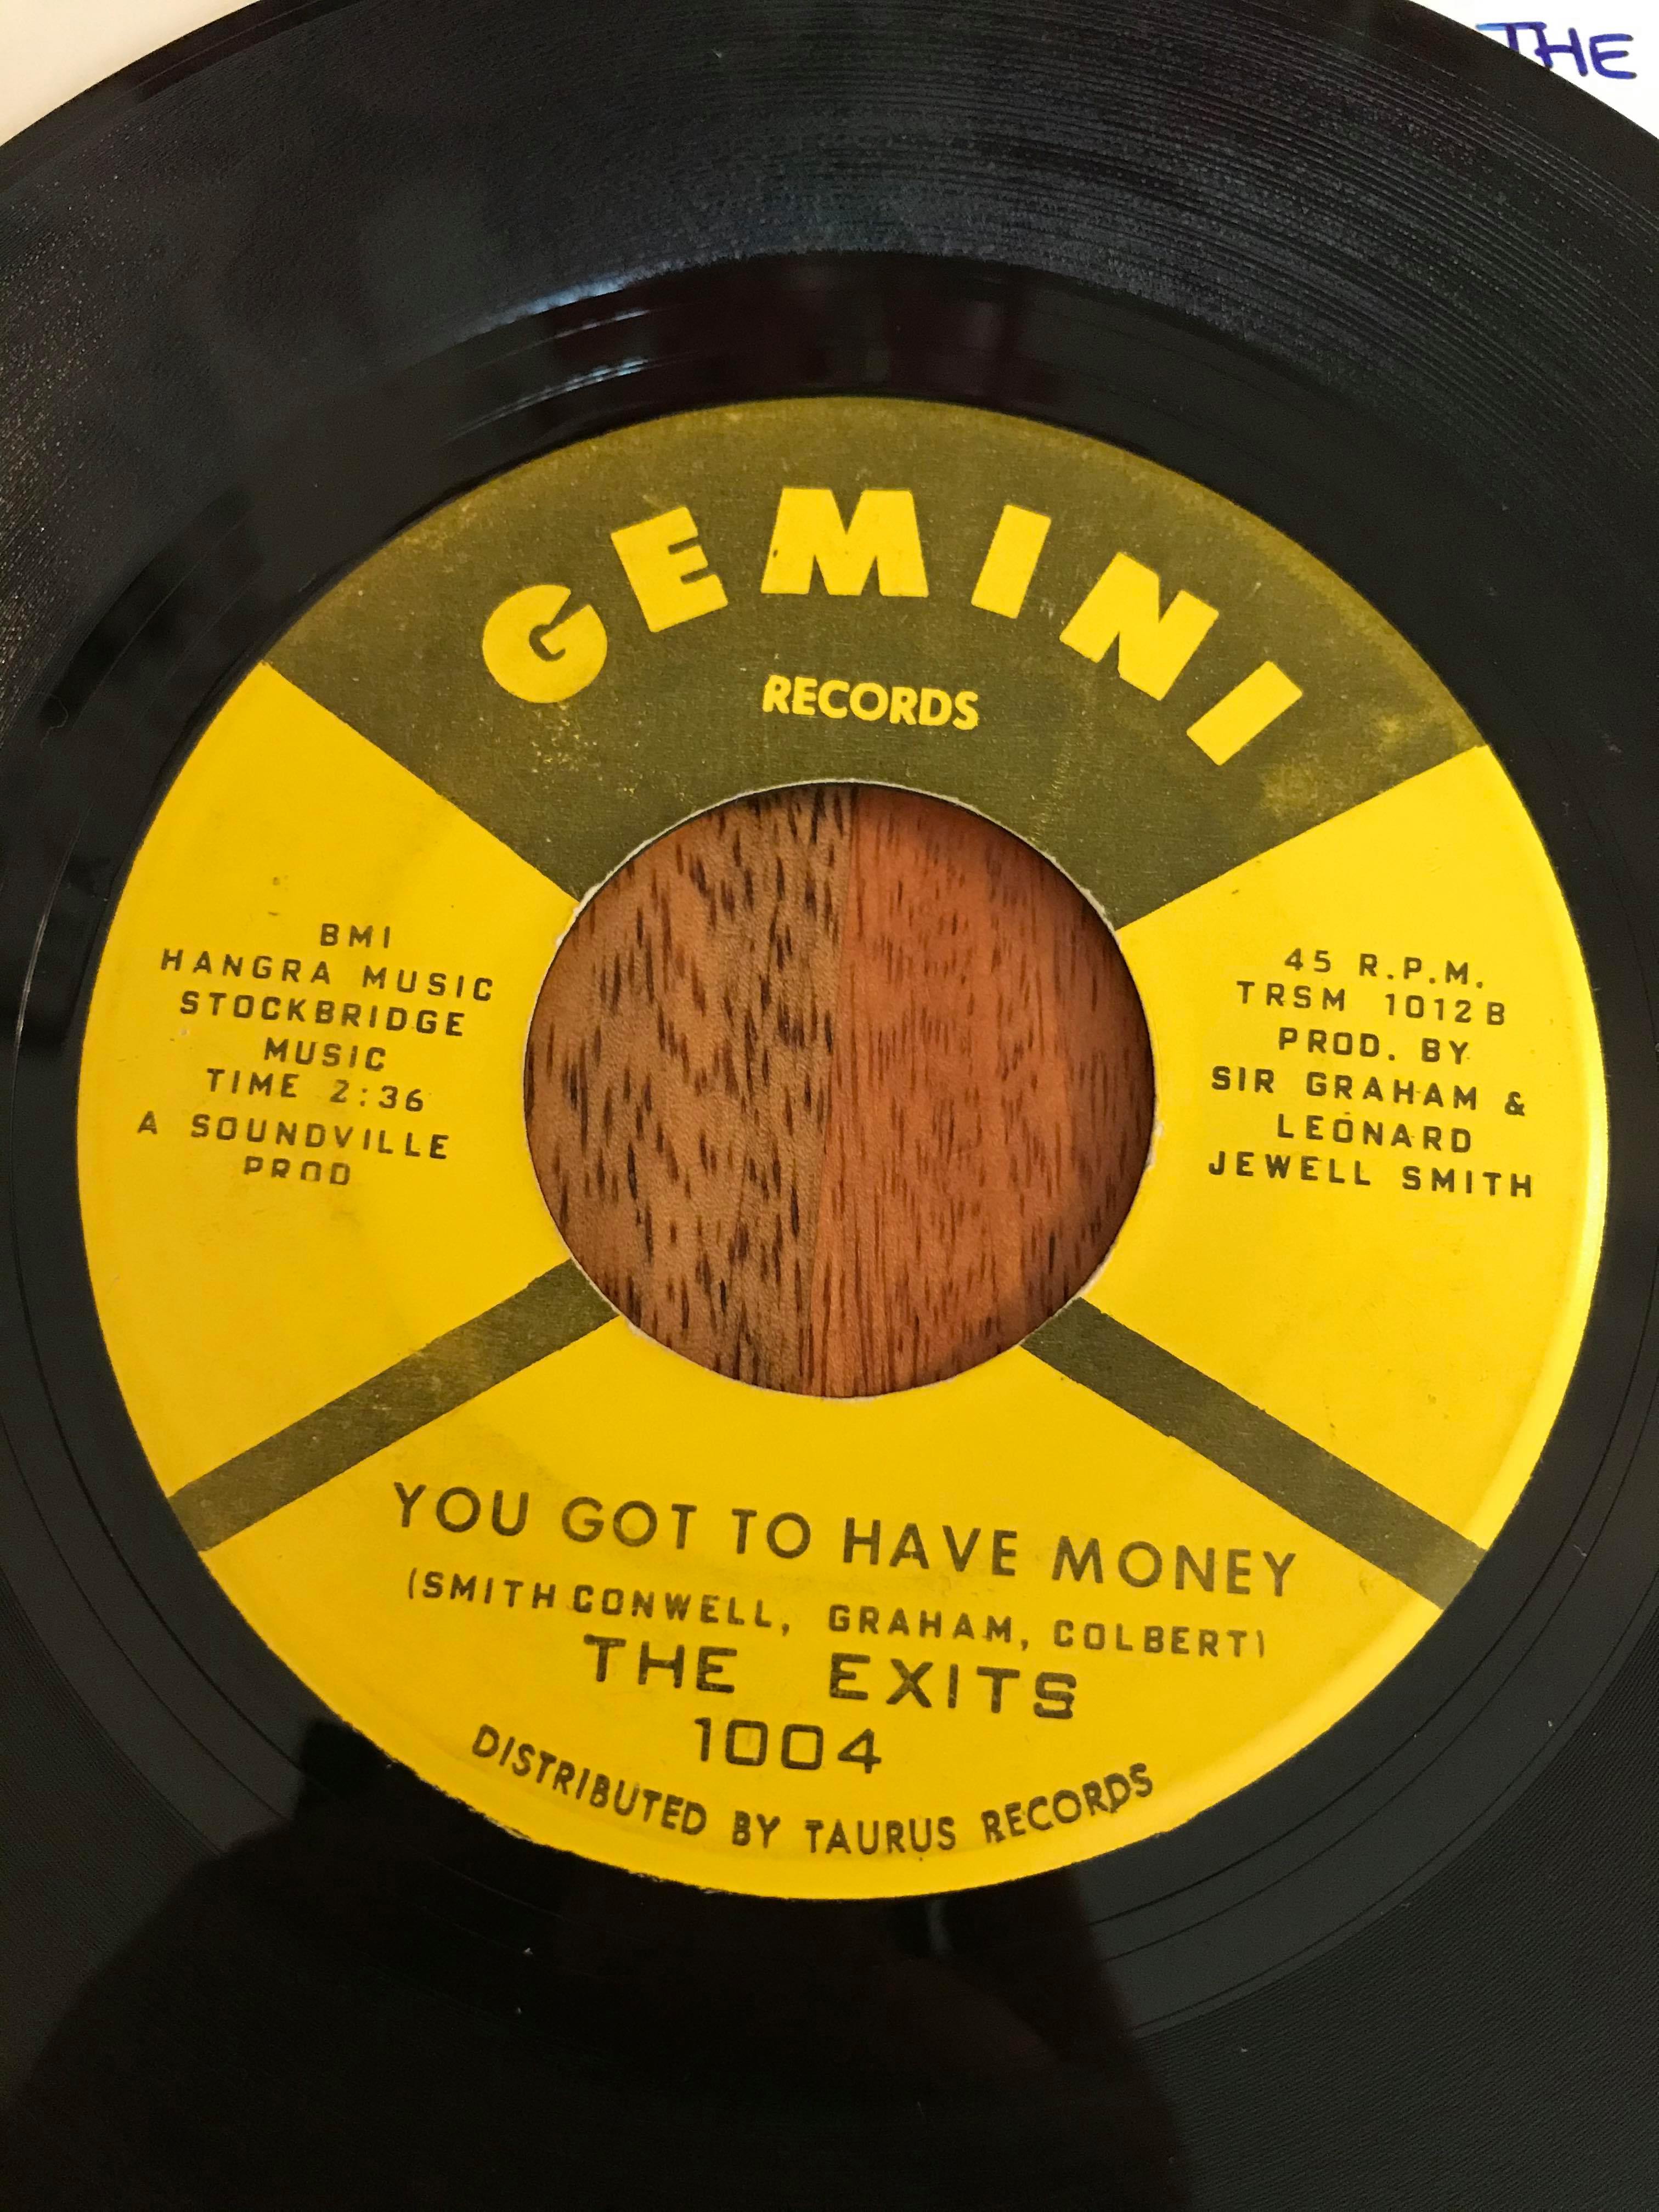 THE
GEMINI
RECORDS
BMI
HANGRA MUSIC
STOCKBRIDGE
MUSIC
TIME 2:36
A SOUNDVILLE
PROD
45 R.P.M.
TRSM 1012B
PROD. BY
SIR GRAHAM &
LEONARD
JEWELL SMITH
YOU GOT TO HAVE MONEY
(SMITH CONWELL, GRAHAM, COLBERT)
THE EXITS
1004
DISTRIBUTED BY TAURUS RECORDS